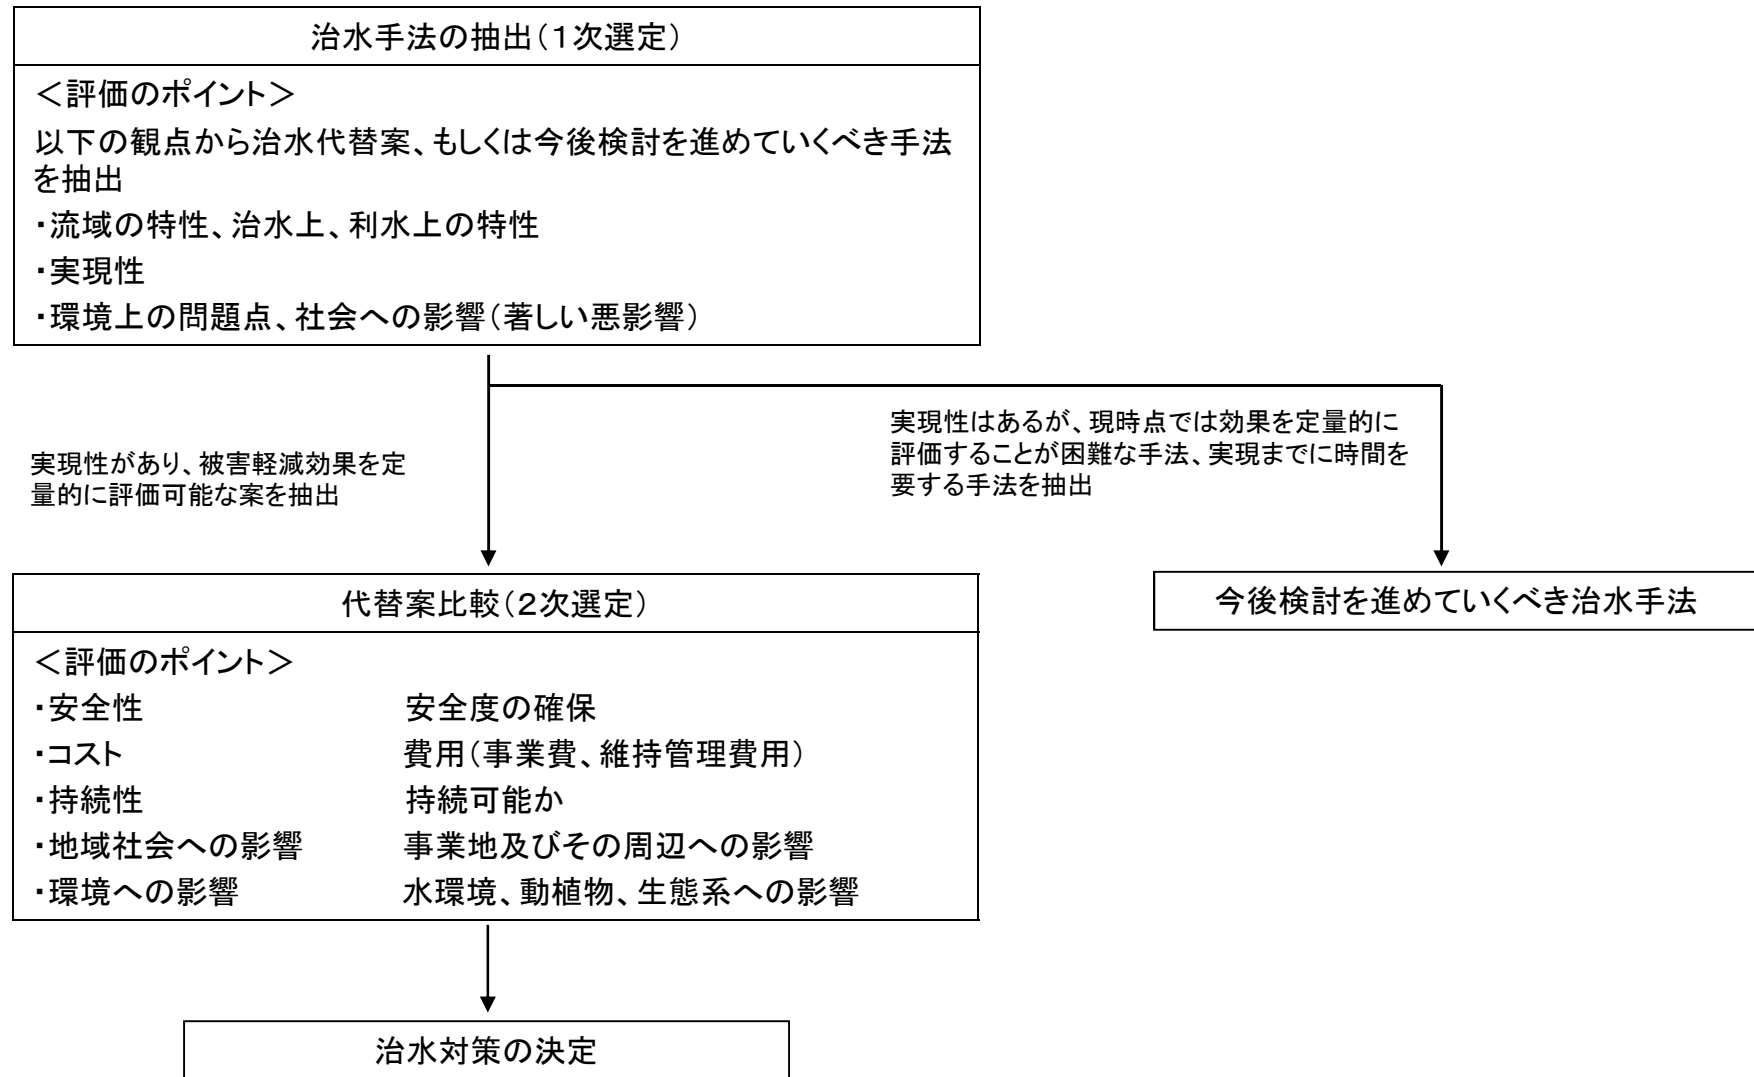 治水手法の抽出（１次選定）
＜評価のポイント＞
以下の観点から治水代替案、もしくは今後検討を進めていくべき手法
を抽出
・流域の特性、治水上、利水上の特性
・実現性
・環境上の問題点、社会への影響（著しい悪影響）
実現性があり、被害軽減効果を定
量的に評価可能な案を抽出
実現性はあるが、現時点では効果を定量的に
評価することが困難な手法、実現までに時間を
要する手法を抽出
代替案比較（２次選定）
＜評価のポイント＞
・安全性 安全度の確保
・コスト 費用（事業費、維持管理費用）
・持続性 持続可能か
・地域社会への影響 事業地及びその周辺への影響
・環境への影響 水環境、動植物、生態系への影響
今後検討を進めていくべき治水手法
治水対策の決定